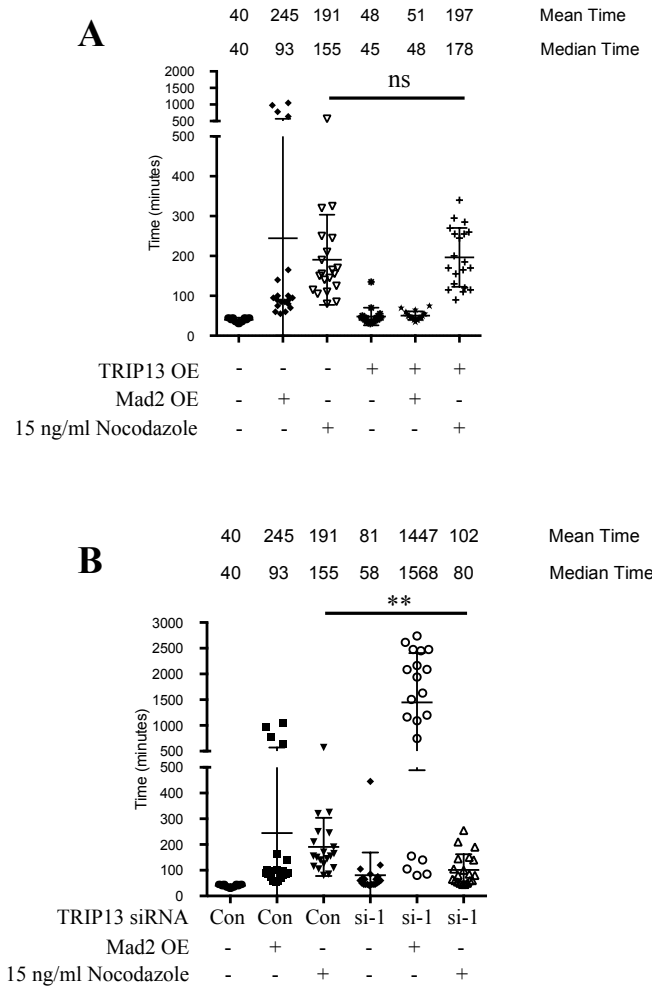 40 245 191 48 51 197 Mean Time
A
40 93 155 45 48 178 Median Time
2000
1500
1000
500
ns
500
400
300
200
100
0
Time (minutes)
TRIP13 OE - - - + + +
Mad2 OE - + - - + -
15 ng/ml Nocodazole - - + - - +
40 245 191 81 1447 102 Mean Time
B
40 93 155 58 1568 80 Median Time
**
3000
2500
2000
1500
1000
500
500
400
300
200
100
0
Time (minutes)
TRIP13 siRNA Con Con Con si-1 si-1 si-1
Mad2 OE - + - - + -
15 ng/ml Nocodazole - - + - - +